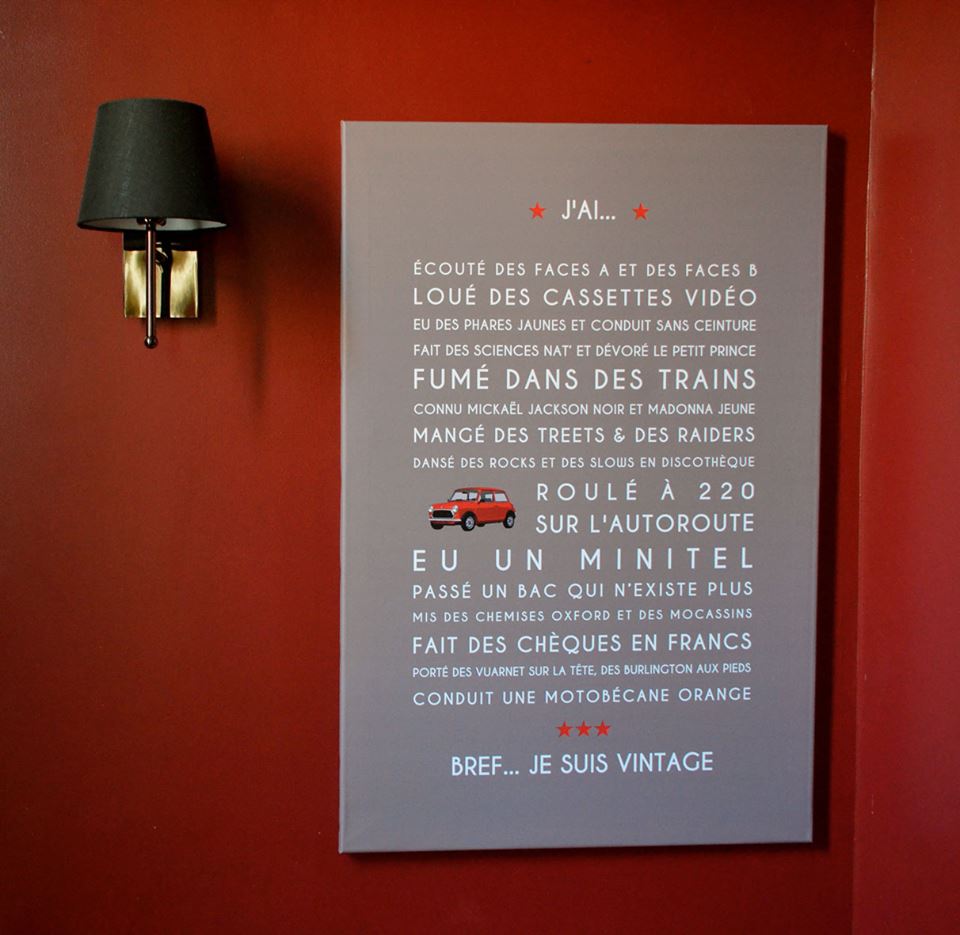 J'AI...
ÉCOUTÉ DES FACES A ET DES FACES B
LOUÉ DES CASSETTES VIDÉO
EU DES PHARES JAUNES ET CONDUIT SANS CEINTURE
FAIT DES SCIENCES NAT' ET DÉVORÉ LE PETIT PRINCE
FUMÉ DANS DES TRAINS
CONNU MICKAËL JACKSON NOIR ET MADONNA JEUNE
MANGÉ DES TREETS & DES RAIDERS
DANSÉ DES ROCKS ET DES SLOWS EN DISCOTHÈQUE
ROULÉ À 220
SUR L'AUTOROUTE
EU UN MINITEL
PASSÉ UN BAC QUI N'EXISTE PLUS
MIS DES CHEMISES OXFORD ET DES MOCASSINS
FAIT DES CHÈQUES EN FRANCS
PORTÉ DES VUARNET SUR LA TÊTE, DES BURLINGTON AUX PIEDS
CONDUIT UNE MOTOBÉCANE ORANGE
BREF... JE SUIS VINTAGE